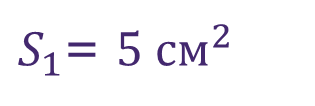 S₁ = 5 см²